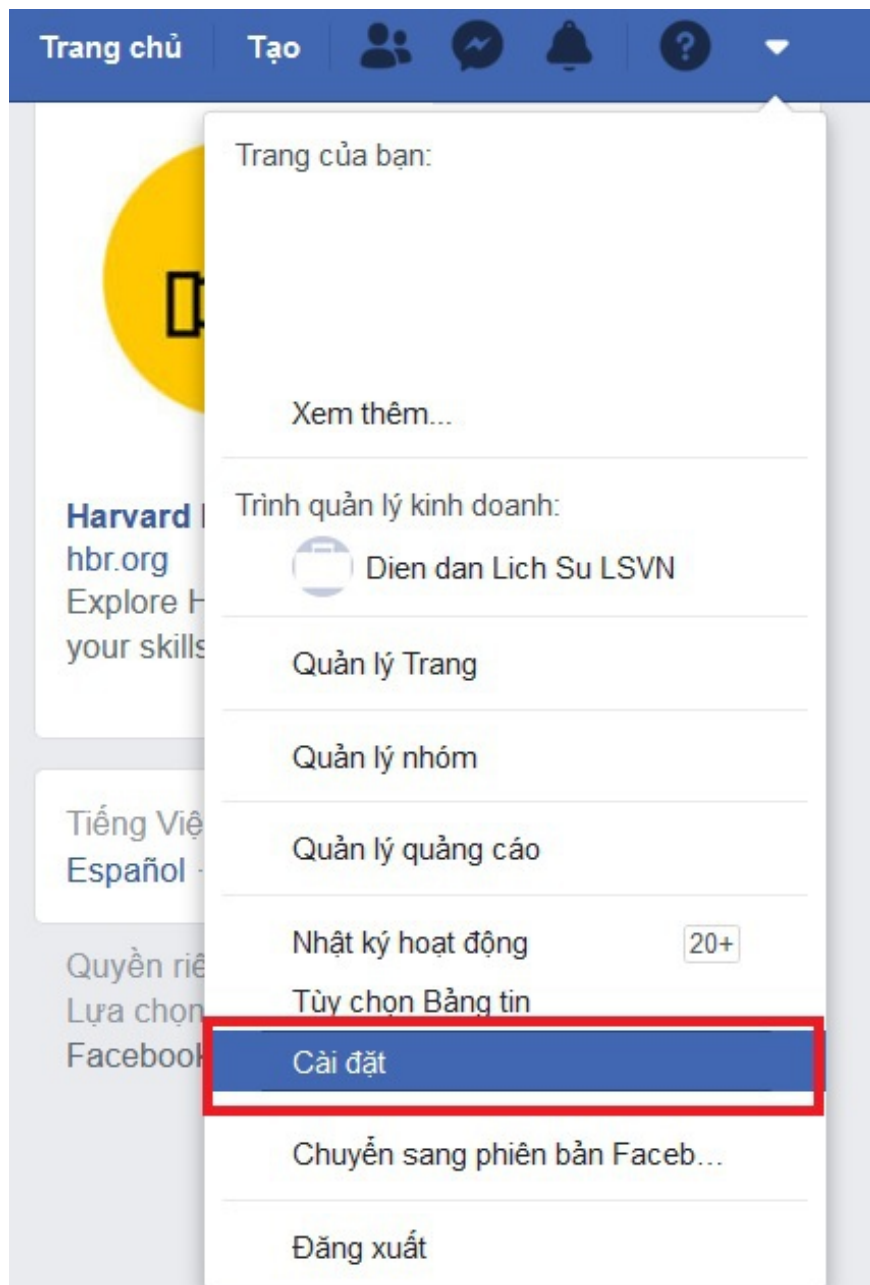 Trang chủ Tạo
Trang của bạn:
Xem thêm...
Trình quản lý kinh doanh:
Dien dan Lich Su LSVN
Quản lý Trang
Quản lý nhóm
Quản lý quảng cáo
Nhật ký hoạt động 20+
Tùy chọn Bảng tin
Cài đặt
Chuyển sang phiên bản Faceb...
Đăng xuất
Harvard
hbr.org
Explore
your skills
Tiếng
Español ·
Quyền
Lựa chọn
Facebook